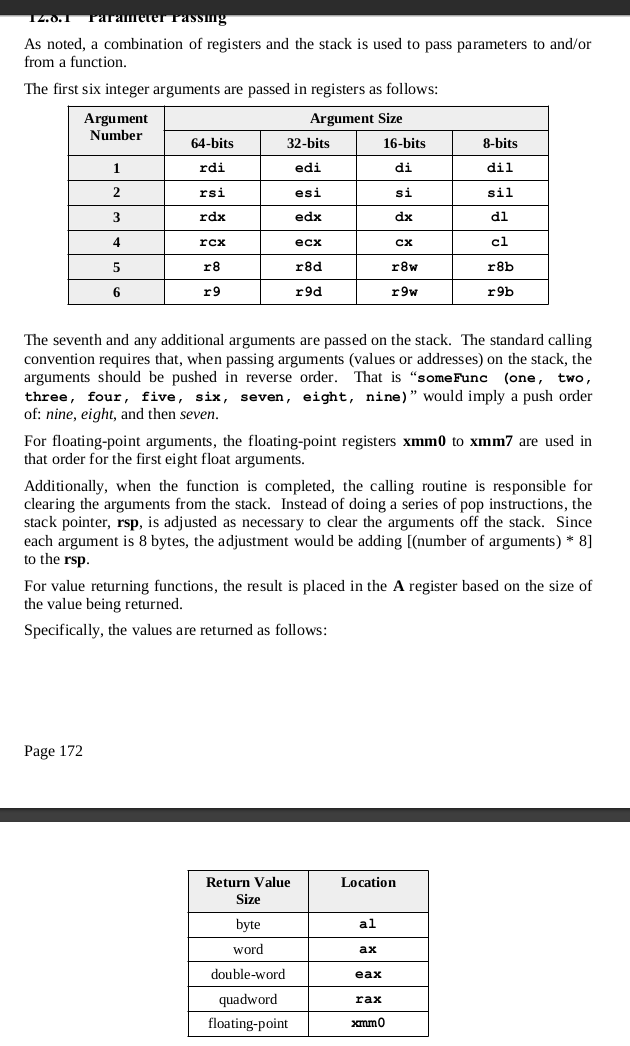 12.8.1 Parameter Passing
As noted, a combination of registers and the stack is used to pass parameters to and/or
from a function.
The first six integer arguments are passed in registers as follows:
Argument Number Argument Size
64-bits 32-bits 16-bits 8-bits
1 rdi edi di dil
2 rsi esi si sil
3 rdx edx dx dl
4 rcx ecx cx cl
5 r8 r8d r8w r8b
6 r9 r9d r9w r9b
The seventh and any additional arguments are passed on the stack. The standard calling
convention requires that, when passing arguments (values or addresses) on the stack, the
arguments should be pushed in reverse order. That is “someFunc (one, two,
three, four, five, six, seven, eight, nine)” would imply a push order
of: nine, eight, and then seven.
For floating-point arguments, the floating-point registers xmm0 to xmm7 are used in
that order for the first eight float arguments.
Additionally, when the function is completed, the calling routine is responsible for
clearing the arguments from the stack. Instead of doing a series of pop instructions, the
stack pointer, rsp, is adjusted as necessary to clear the arguments off the stack. Since
each argument is 8 bytes, the adjustment would be adding [(number of arguments) * 8]
to the rsp.
For value returning functions, the result is placed in the A register based on the size of
the value being returned.
Specifically, the values are returned as follows:
Page 172
Return Value Size Location
byte al
word ax
double-word eax
quadword rax
floating-point xmm0